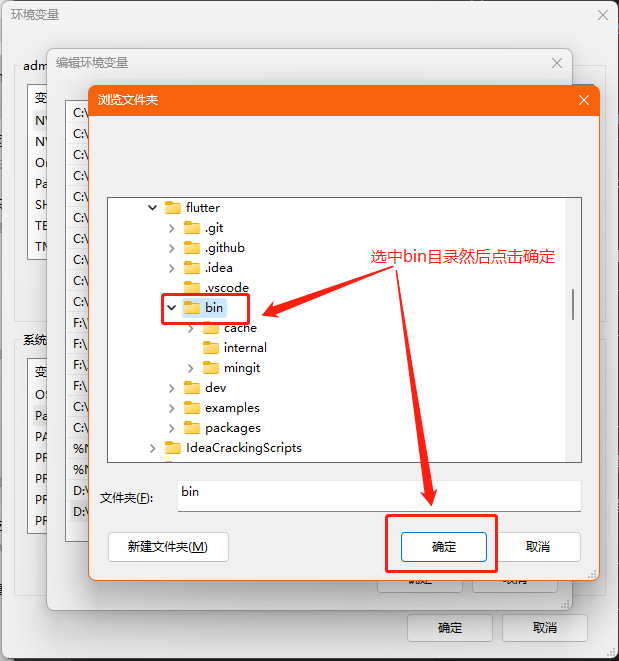 环境变量
编辑环境变量
adm
浏览文件夹
变
C:\
NV
C:\
NV
C:\
On
C:\
Pa
C:\
SH
C:\
TE
C:\
TM
C:\
C:\
C:\
F:\
系统
F:\
变
F:\
OS
F:\
Pa
C:\
PA
C:\
PR
%N
PR
%N
PR
D:\
PR
D:\
flutter
.git
.github
.idea
.vscode
bin
cache
internal
mingit
dev
examples
packages
IdeaCrackingScripts
选中bin目录然后点击确定
文件夹(F):
bin
新建文件夹(M)
确定
取消
确定
取消
确定
取消